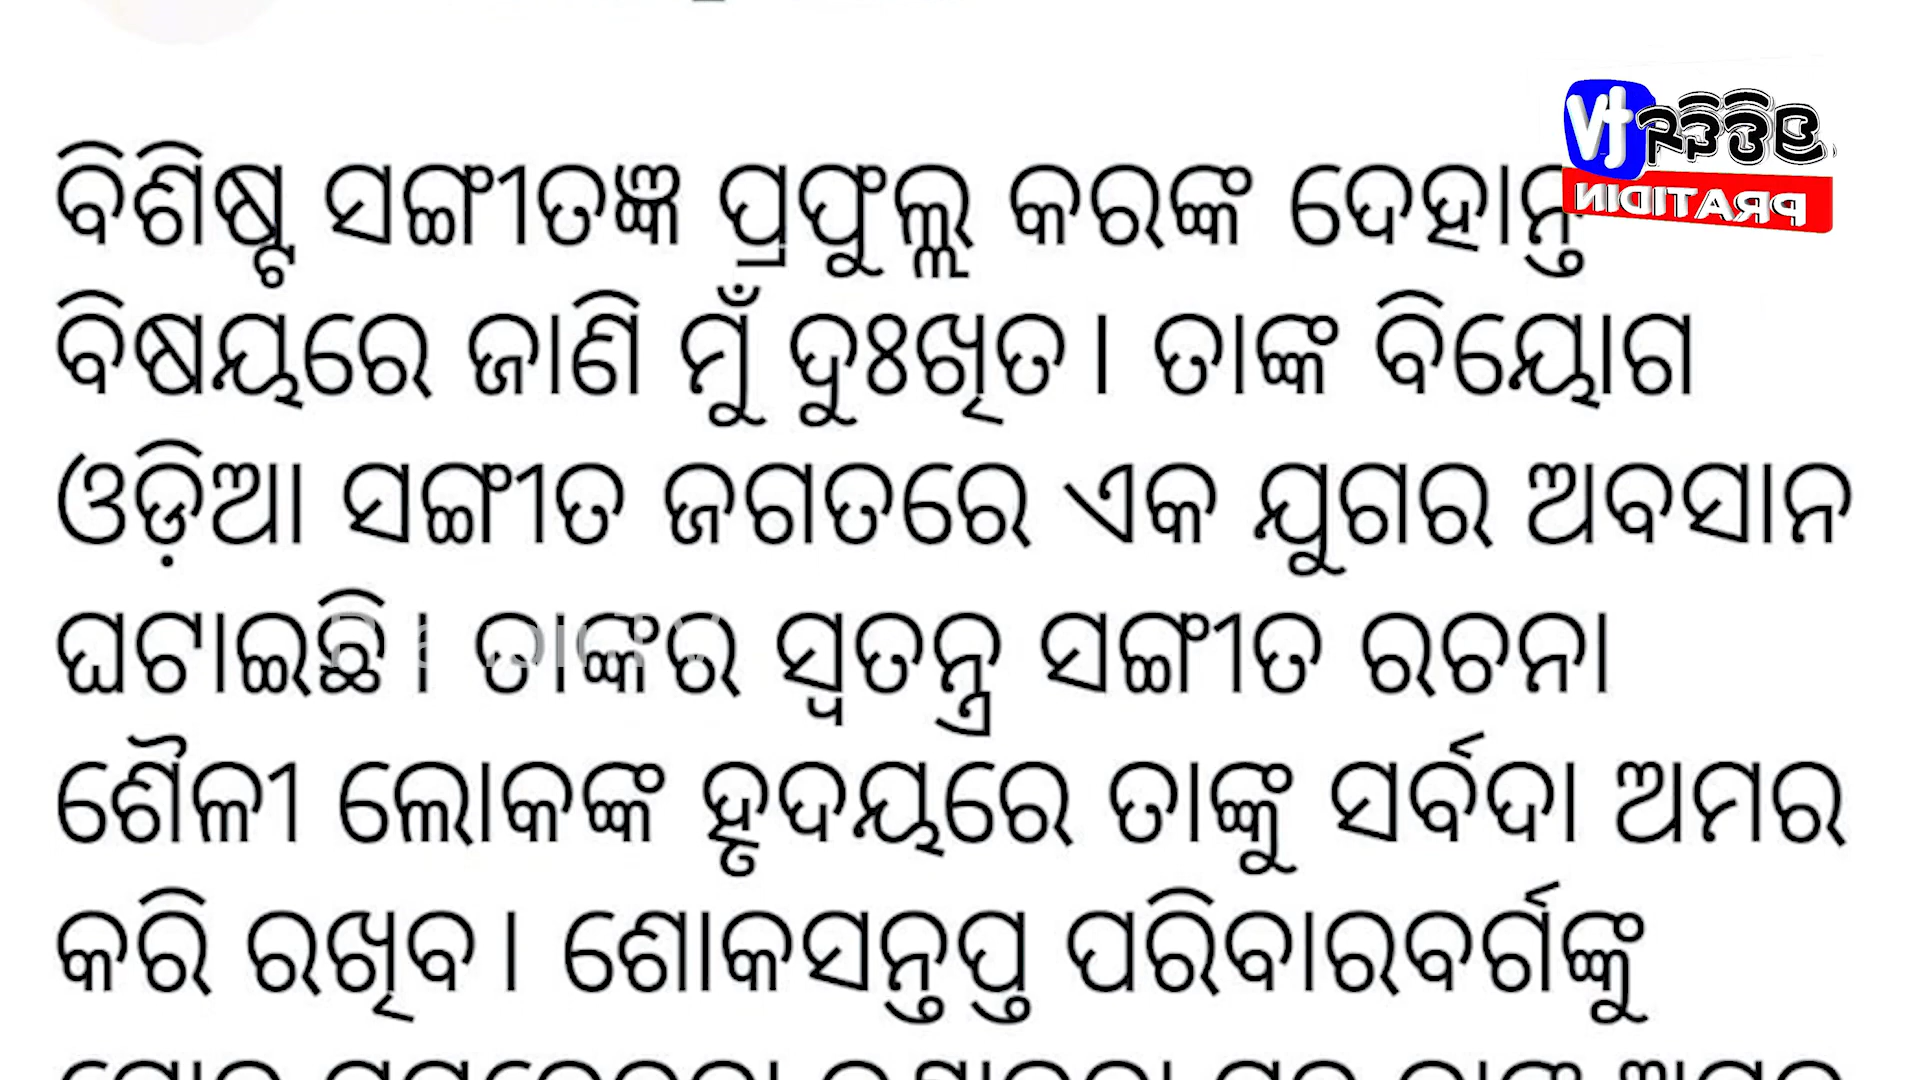 ବିଶିଷ୍ଟ ସଙ୍ଗୀତଜ୍ଞ ପ୍ରଫୁଲ୍ଲ କରଙ୍କ ଦେହାନ୍ତ
ବିଷୟରେ ଜାଣି ମୁଁ ଦୁଃଖିତ। ତାଙ୍କ ବିୟୋଗ
ଓଡ଼ିଆ ସଙ୍ଗୀତ ଜଗତରେ ଏକ ଯୁଗର ଅବସାନ
ଘଟାଇଛି। ତାଙ୍କର ସ୍ୱତନ୍ତ୍ର ସଙ୍ଗୀତ ରଚନା
ଶୈଳୀ ଲୋକଙ୍କ ହୃଦୟରେ ତାଙ୍କୁ ସର୍ବଦା ଅମର
କରି ରଖିବ। ଶୋକସନ୍ତପ୍ତ ପରିବାରବର୍ଗଙ୍କୁ
PRATIDIN